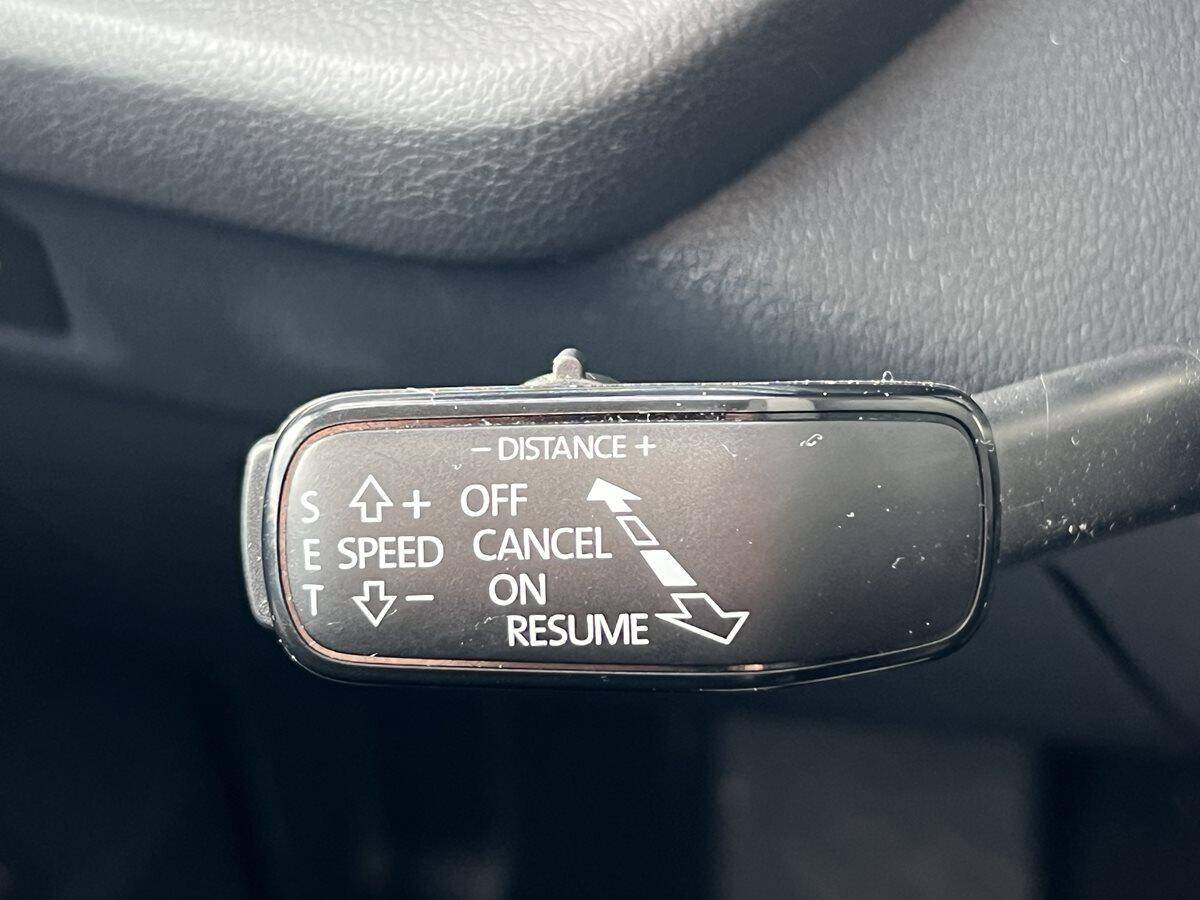 - DISTANCE +
S + OFF
E SPEED CANCEL
T - ON
RESUME